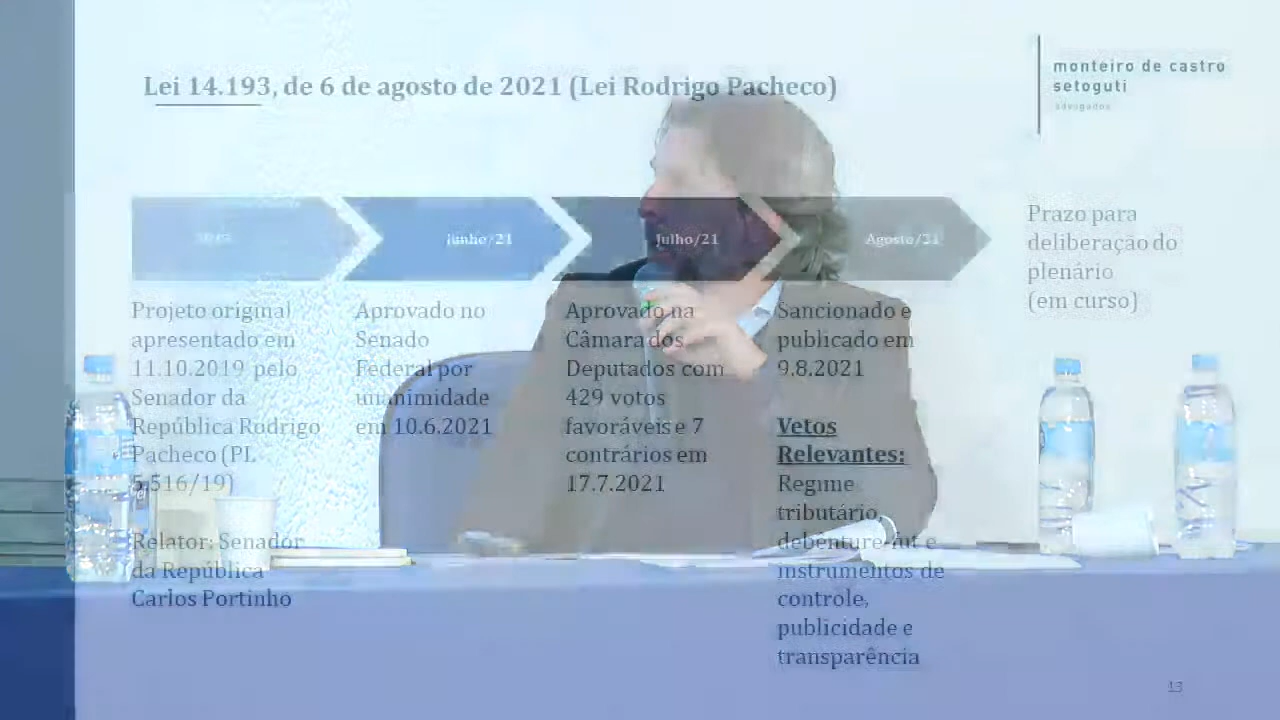 Lei 14.193, de 6 de agosto de 2021 (Lei Rodrigo Pacheco)
monteiro de castro
setoguti
advogados
Junho/21
Julho/21
Agosto/21
Prazo para
deliberação do
plenário
(em curso)
Projeto original
apresentado em
11.10.2019 pelo
Senador da
República Rodrigo
Pacheco (PL
5.516/19)
Relator: Senador
da República
Carlos Portinho
Aprovado no
Senado
Federal por
unanimidade
em 10.6.2021
Aprovado na
Câmara dos
Deputados com
429 votos
favoráveis e 7
contrários em
17.7.2021
Sancionado e
publicado em
9.8.2021
Vetos
Relevantes:
Regime
tributário,
debênture-fut e
instrumentos de
controle,
publicidade e
transparência
13